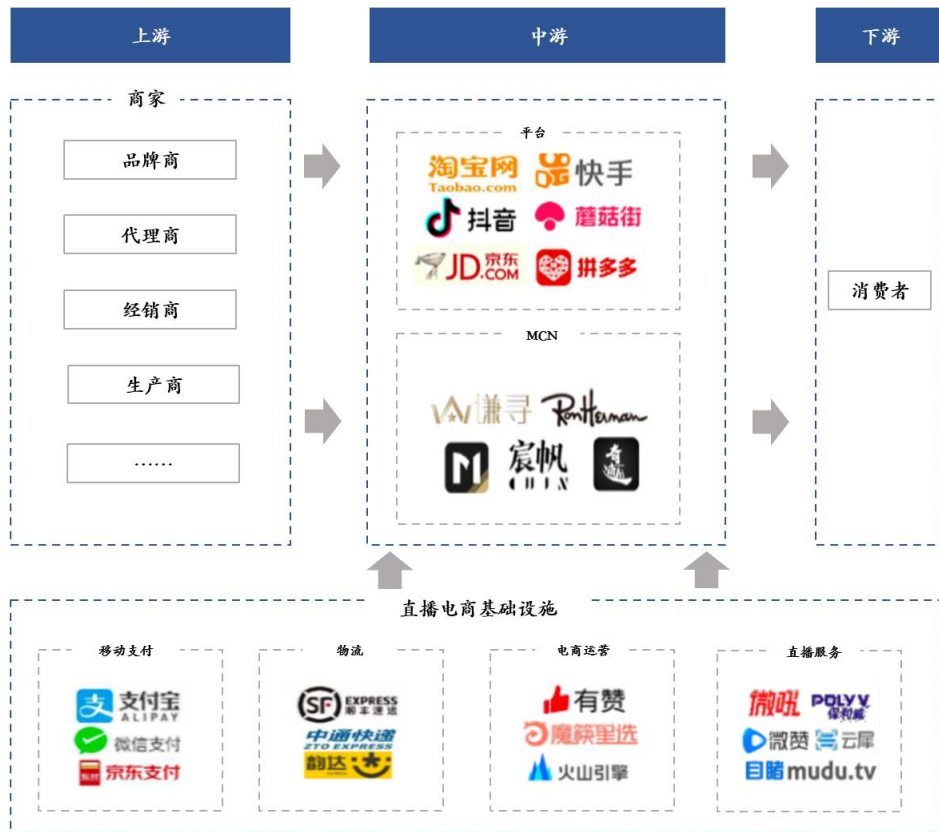 上游
中游
下游
商家
品牌商
代理商
经销商
生产商
……
平台
淘宝网
Taobao.com
快手
抖音
蘑菇街
JD.COM 京东
拼多多
MCN
谦寻
RonHerman
宸帆
CHIN
消费者
直播电商基础设施
移动支付
支付宝
ALIPAY
微信支付
京东支付
物流
SF EXPRESS
顺丰速运
中通快递
ZTO EXPRESS
韵达
电商运营
有赞
魔筷星选
火山引擎
直播服务
微吼
POLYV
保利威
微赞
云犀
目睹 mudu.tv